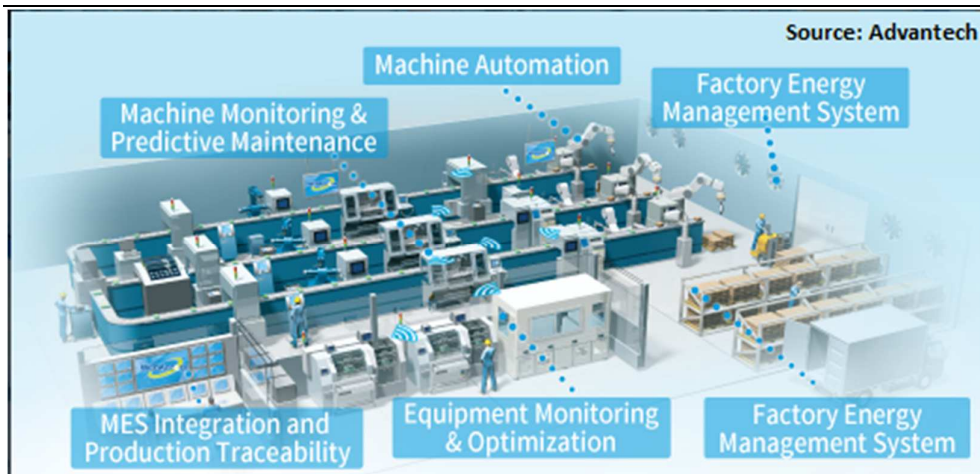 Source: Advantech
Machine Automation
Factory Energy
Management System
Machine Monitoring &
Predictive Maintenance
MES Integration and
Production Traceability
Equipment Monitoring
& Optimization
Factory Energy
Management System